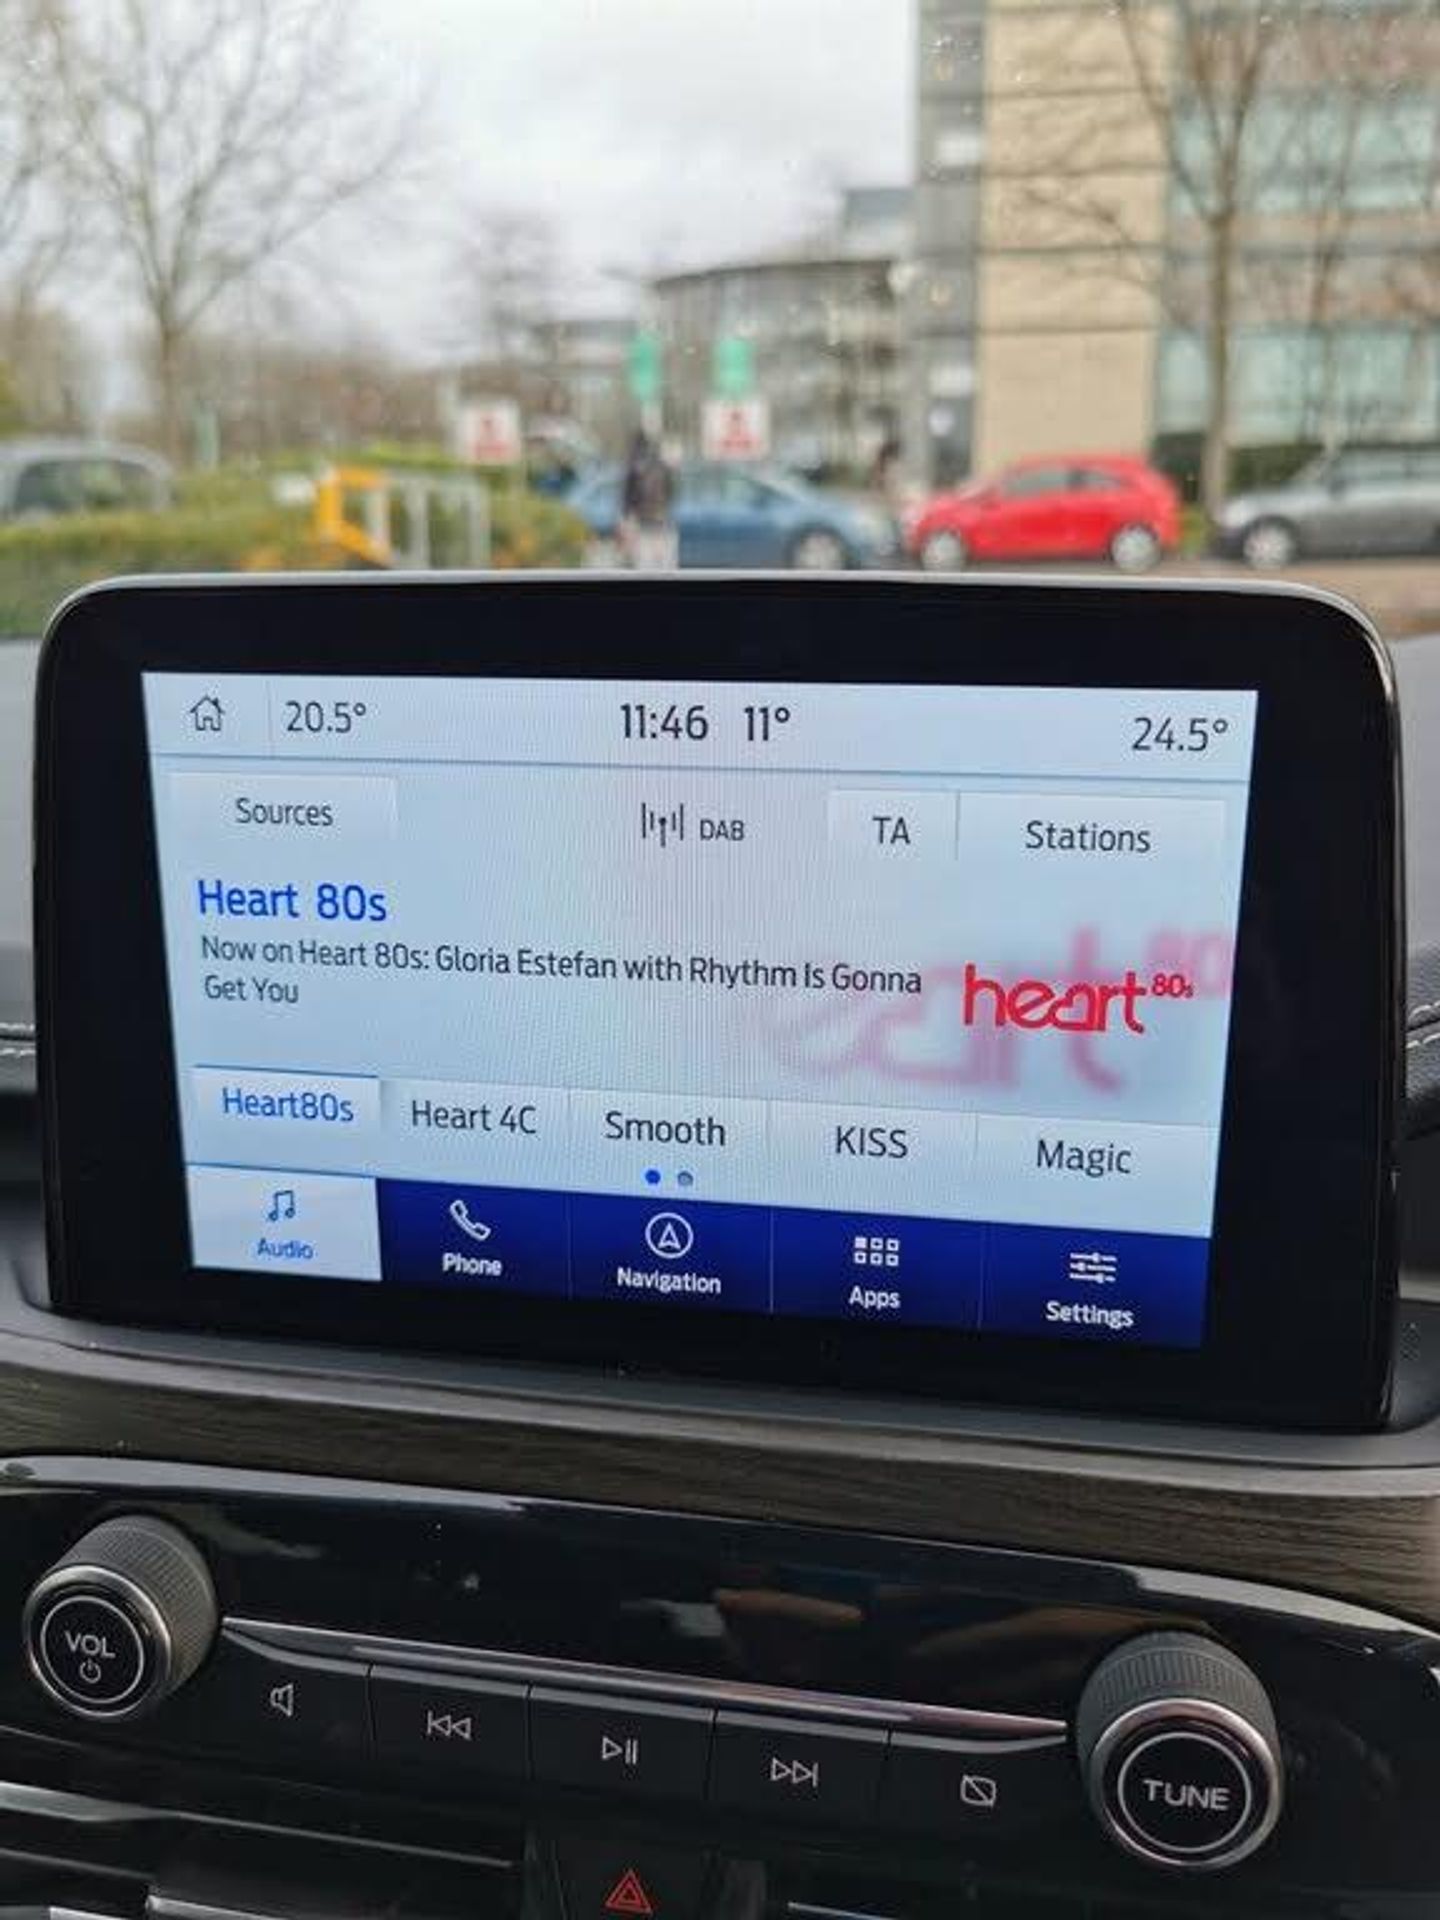 20.5° 11:46 11° 24.5°
Sources DAB TA Stations
Heart 80s
Now on Heart 80s: Gloria Estefan with Rhythm Is Gonna
Get You
heart 80s
Heart80s Heart 4C Smooth KISS Magic
Audio Phone Navigation Apps Settings
VOL
TUNE